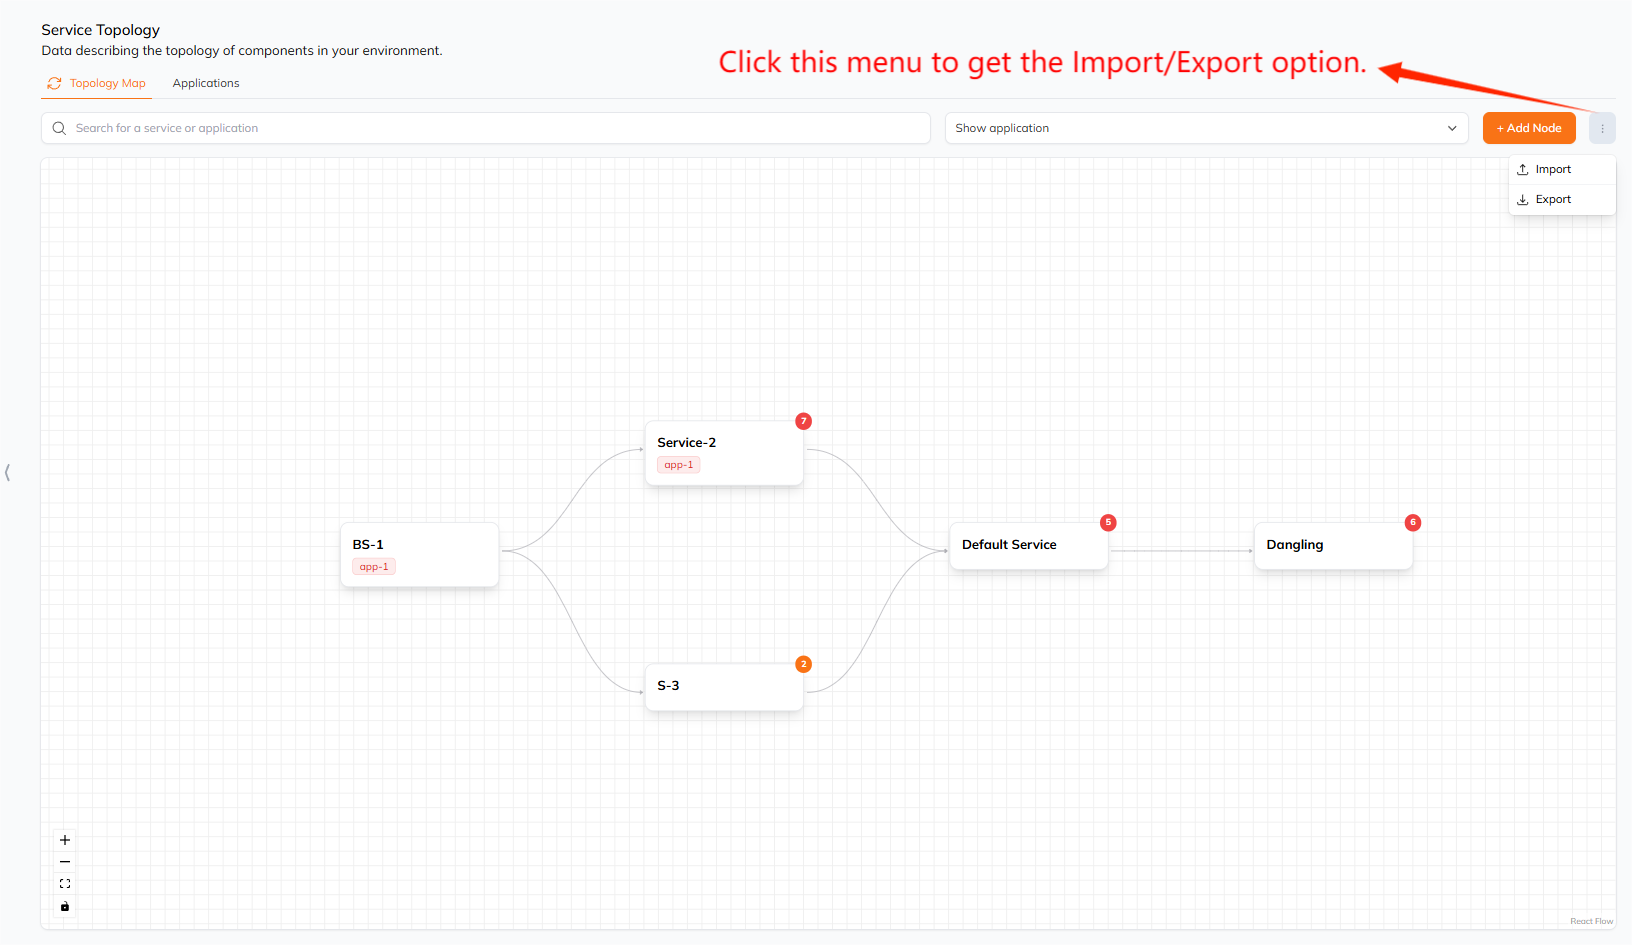 Service Topology
Data describing the topology of components in your environment.
Click this menu to get the Import/Export option.
Topology Map
Applications
Search for a service or application
Show application
+ Add Node
Import
Export
7
Service-2
app-1
BS-1
app-1
5
Default Service
6
Dangling
2
S-3
React Flow